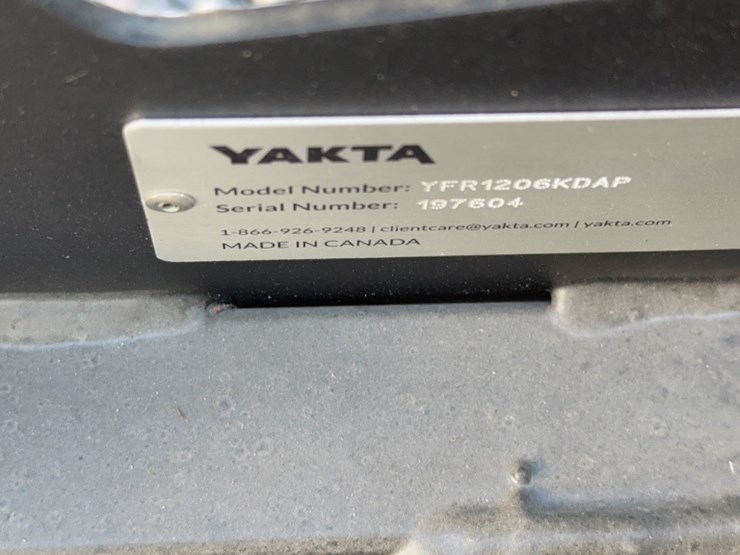 YAKTA
Model Number: YFR1206KDAP
Serial Number: 197604
1-866-926-9248 | clientcare@yakta.com | yakta.com
MADE IN CANADA